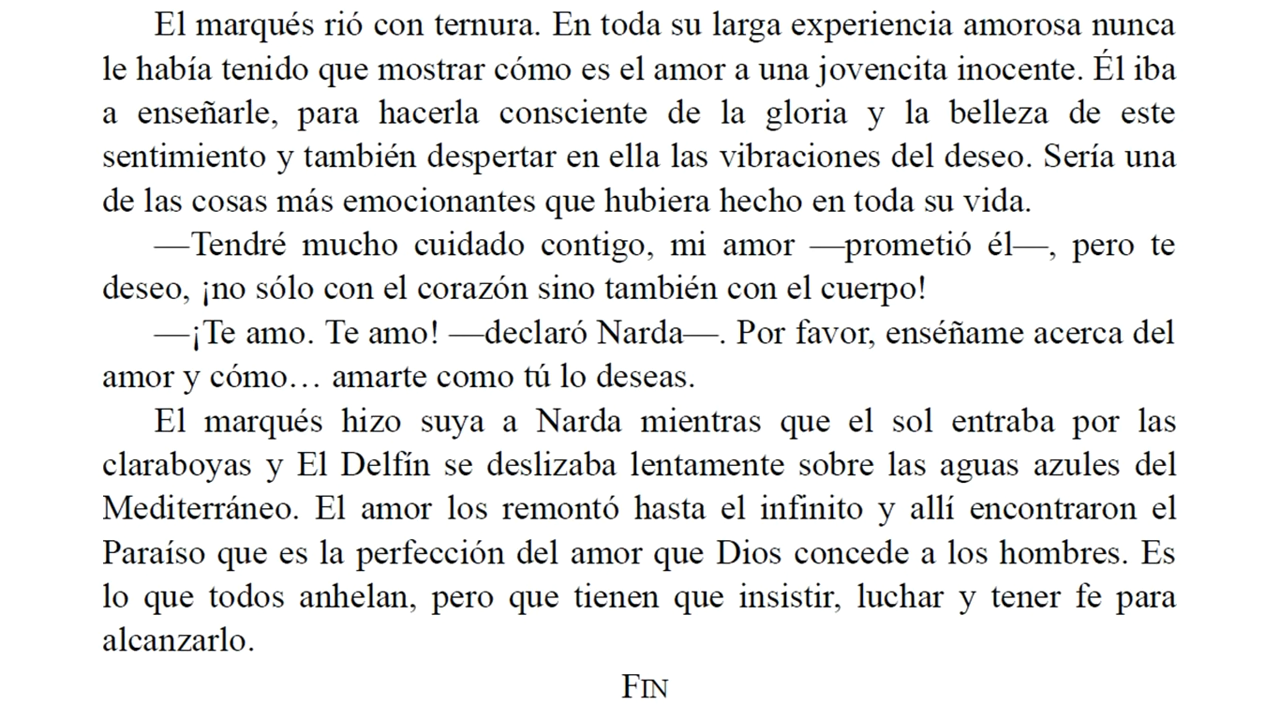 El marqués rió con ternura. En toda su larga experiencia amorosa nunca
le había tenido que mostrar cómo es el amor a una jovencita inocente. Él iba
a enseñarle, para hacerla consciente de la gloria y la belleza de este
sentimiento y también despertar en ella las vibraciones del deseo. Sería una
de las cosas más emocionantes que hubiera hecho en toda su vida.
—Tendré mucho cuidado contigo, mi amor —prometió él—, pero te
deseo, ¡no sólo con el corazón sino también con el cuerpo!
—¡Te amo. Te amo! —declaró Narda—. Por favor, enséñame acerca del
amor y cómo… amarte como tú lo deseas.
El marqués hizo suya a Narda mientras que el sol entraba por las
claraboyas y El Delfín se deslizaba lentamente sobre las aguas azules del
Mediterráneo. El amor los remontó hasta el infinito y allí encontraron el
Paraíso que es la perfección del amor que Dios concede a los hombres. Es
lo que todos anhelan, pero que tienen que insistir, luchar y tener fe para
alcanzarlo.
FIN